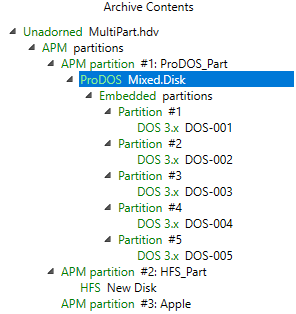 Archive Contents
Unadorned MultiPart.hdv
APM partitions
APM partition #1: ProDOS_Part
ProDOS Mixed.Disk
Embedded partitions
Partition #1
DOS 3.x DOS-001
Partition #2
DOS 3.x DOS-002
Partition #3
DOS 3.x DOS-003
Partition #4
DOS 3.x DOS-004
Partition #5
DOS 3.x DOS-005
APM partition #2: HFS_Part
HFS New Disk
APM partition #3: Apple